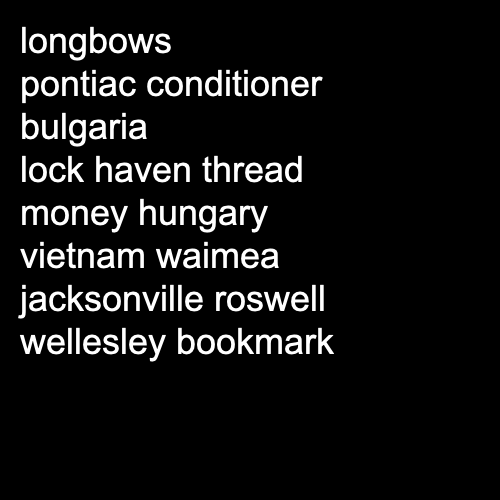 longbows
pontiac conditioner
bulgaria
lock haven thread
money hungary
vietnam waimea
jacksonville roswell
wellesley bookmark